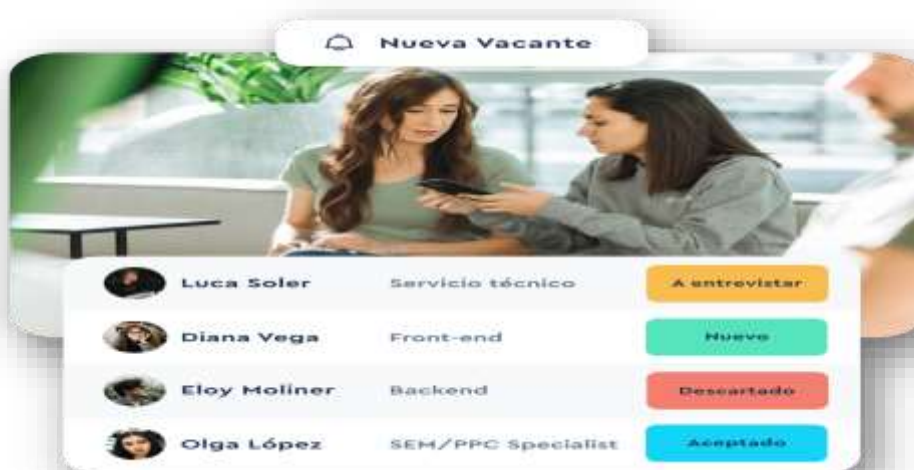 Nueva Vacante
Luca Soler Servicio técnico A entrevistar
Diana Vega Front-end Nuevo
Eloy Moliner Backend Descartado
Olga López SEM/PPC Specialist Aceptado